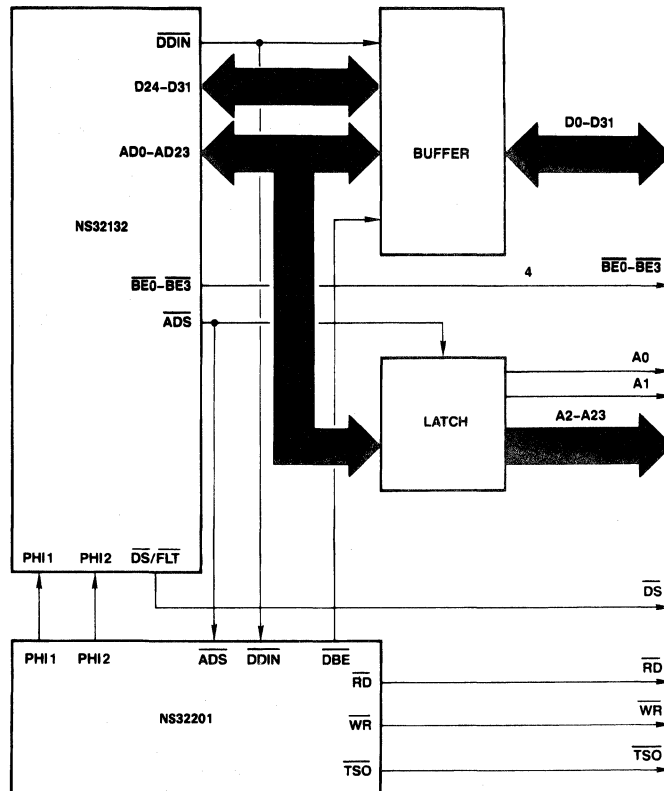 DDIN
D24-D31
D0-D31
AD0-AD23
BUFFER
NS32132
BE0-BE3
4
BE0-BE3
ADS
A0
A1
LATCH
A2-A23
PHI1 PHI2 DS/FLT
DS
PHI1 PHI2 ADS DDIN DBE
RD
RD
NS32201
WR
WR
TSO
TSO